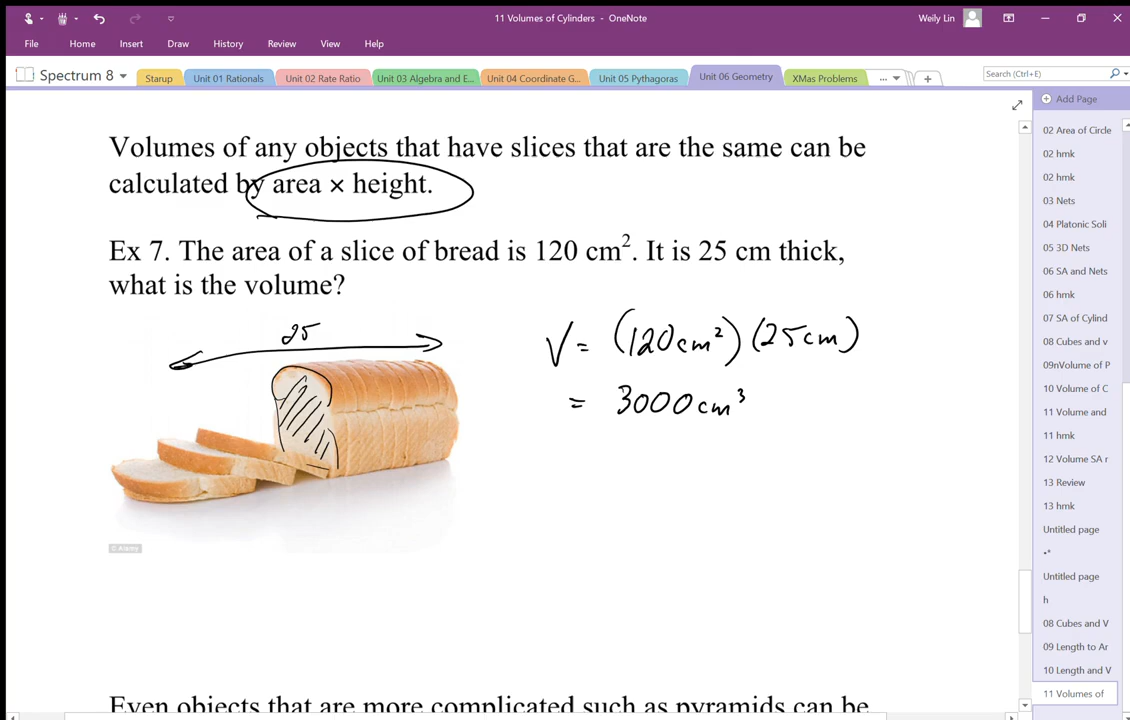 11 Volumes of Cylinders - OneNote
Weily Lin
File Home Insert Draw History Review View Help
Spectrum 8
Starup
Unit 01 Rationals
Unit 02 Rate Ratio
Unit 03 Algebra and E...
Unit 04 Coordinate G...
Unit 05 Pythagoras
Unit 06 Geometry
XMas Problems
...
Search (Ctrl+E)
Volumes of any objects that have slices that are the same can be
calculated by area × height.
Ex 7. The area of a slice of bread is 120 cm². It is 25 cm thick,
what is the volume?
25
V = (120cm²)(25cm)
= 3000cm³
© Alamy
Even objects that are more complicated such as pyramids can be
Add Page
02 Area of Circle
02 hmk
02 hmk
03 Nets
04 Platonic Soli
05 3D Nets
06 SA and Nets
06 hmk
07 SA of Cylind
08 Cubes and v
09nVolume of P
10 Volume of C
11 Volume and
11 hmk
12 Volume SA r
13 Review
13 hmk
Untitled page
•*
Untitled page
h
08 Cubes and V
09 Length to Ar
10 Length and V
11 Volumes of